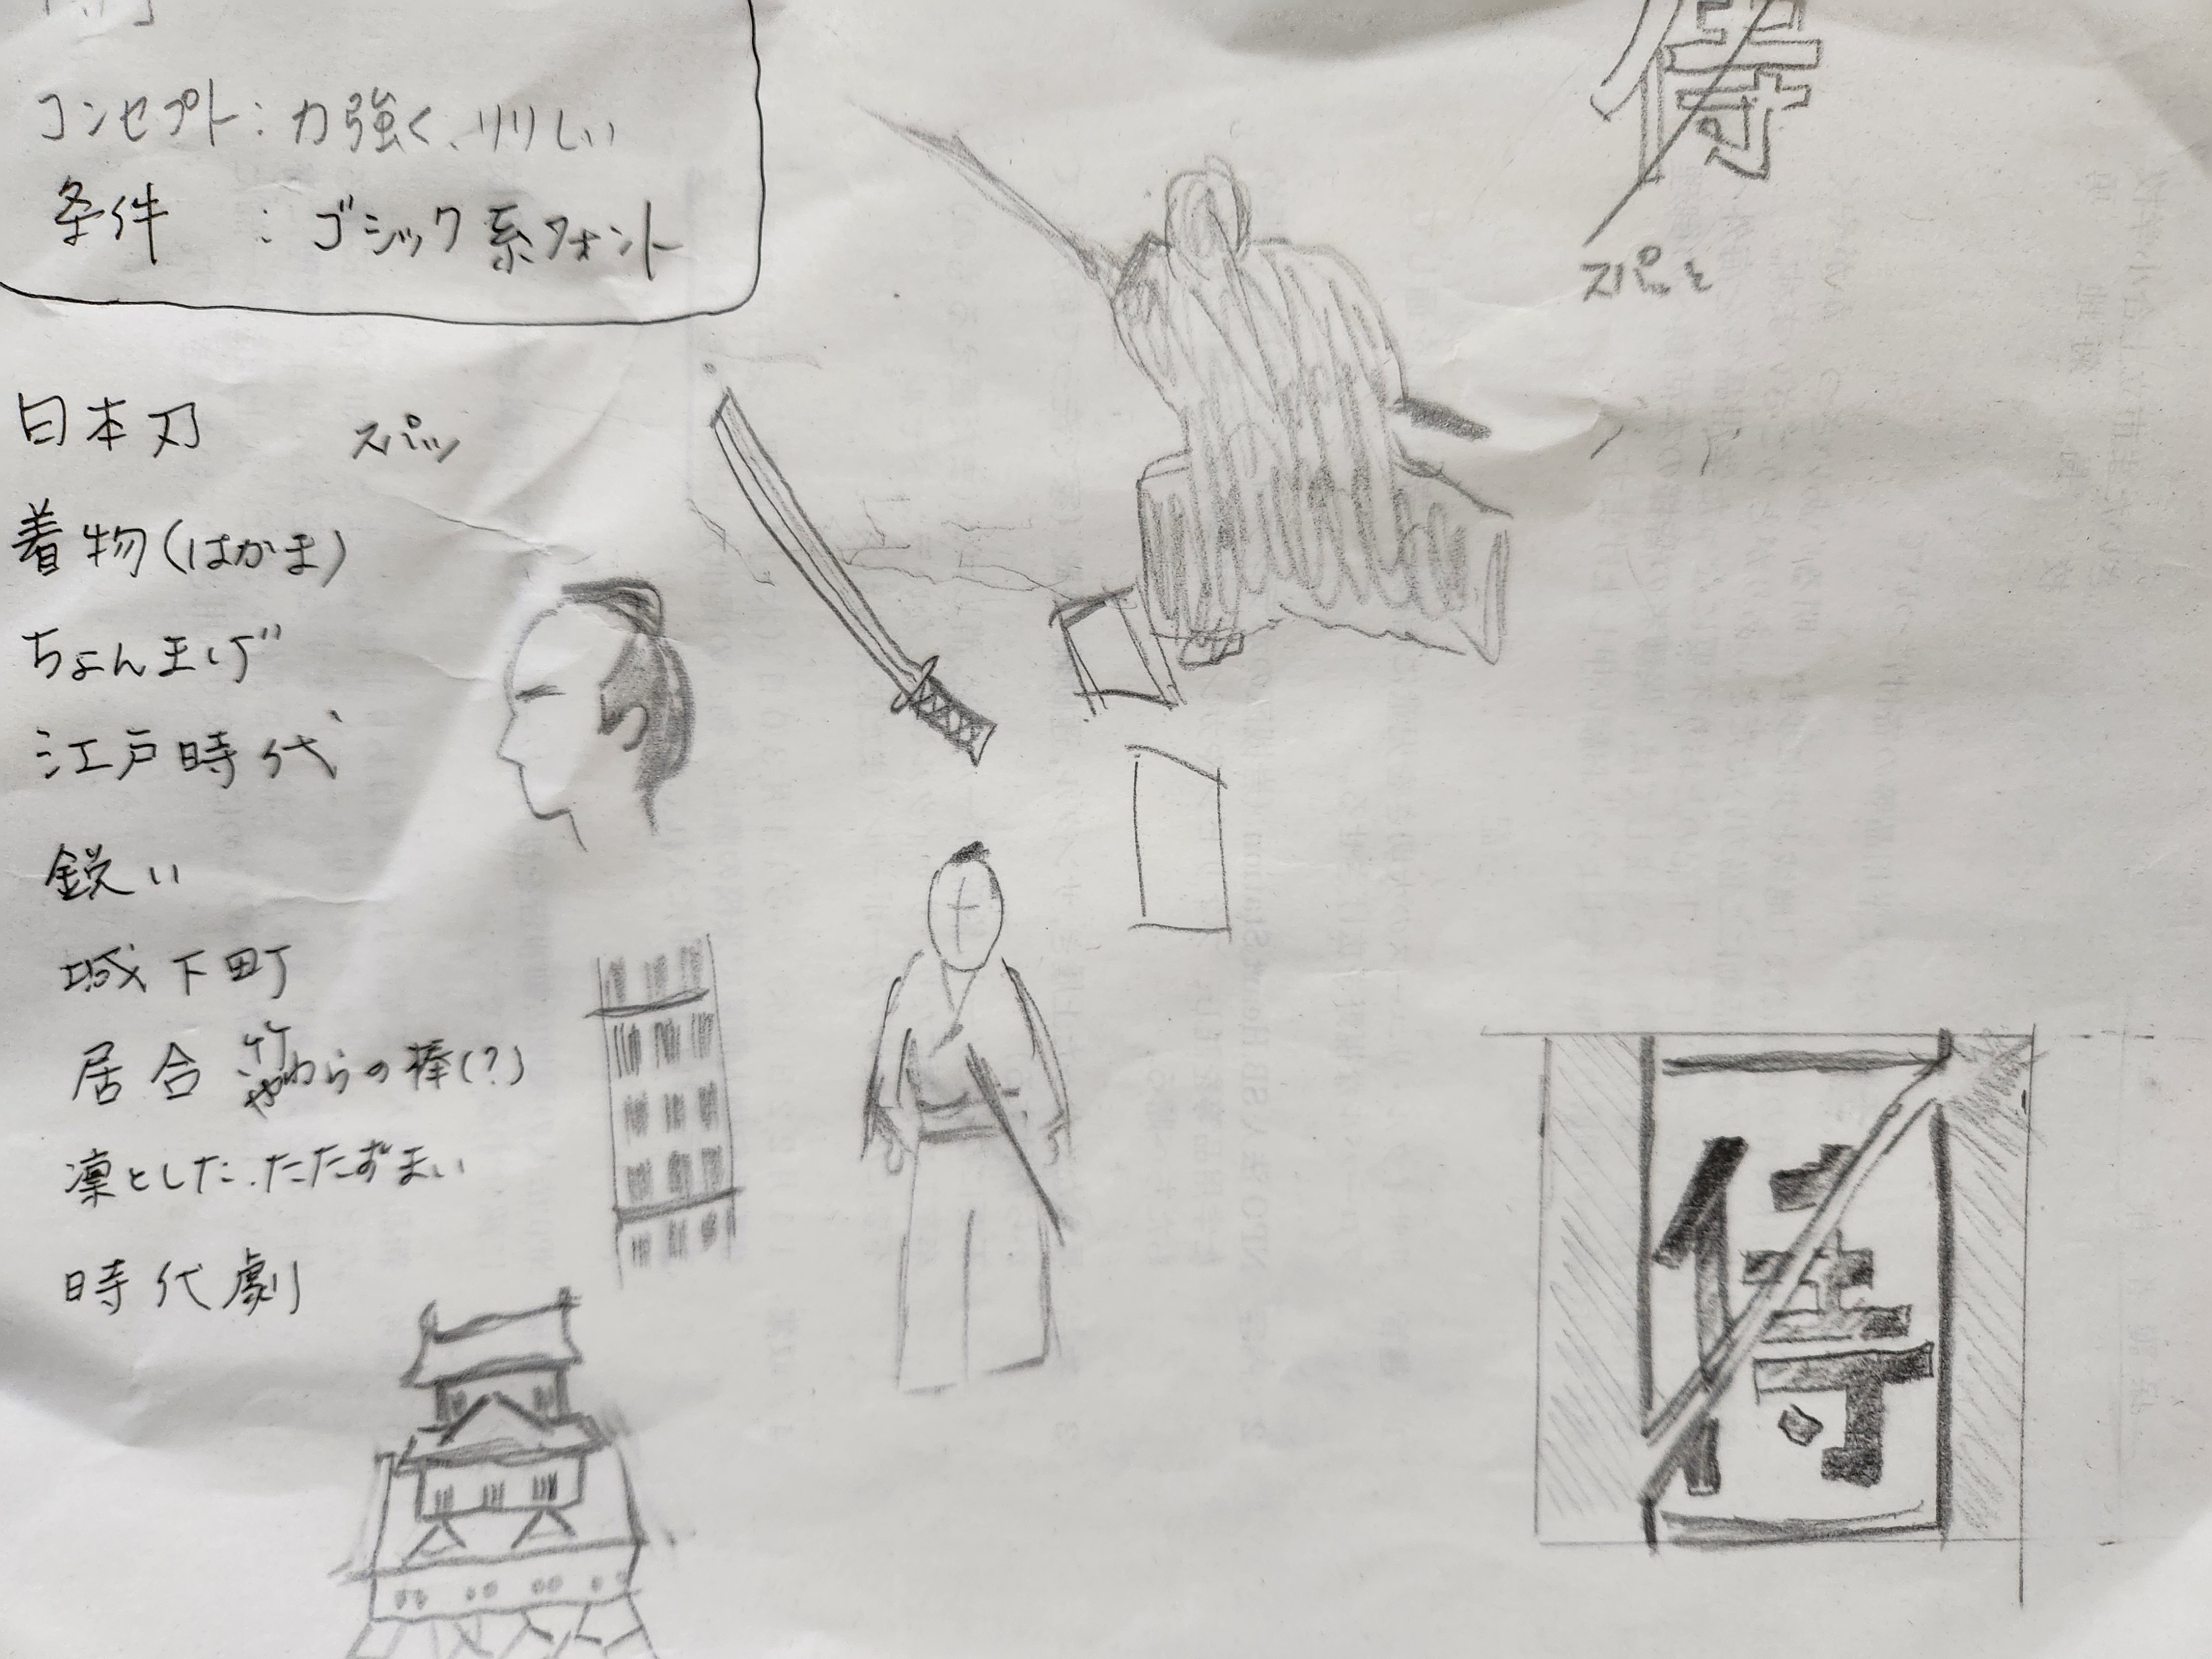 コンセプト：力強く、りりしい
条件　：ゴシック系フォント
侍
スパッと
日本刀　スパッ
着物(はかま)
ちょんまげ
江戸時代
鋭い
城下町
居合　竹やわらの棒(?)
凛とした.たたずまい
時代劇
侍